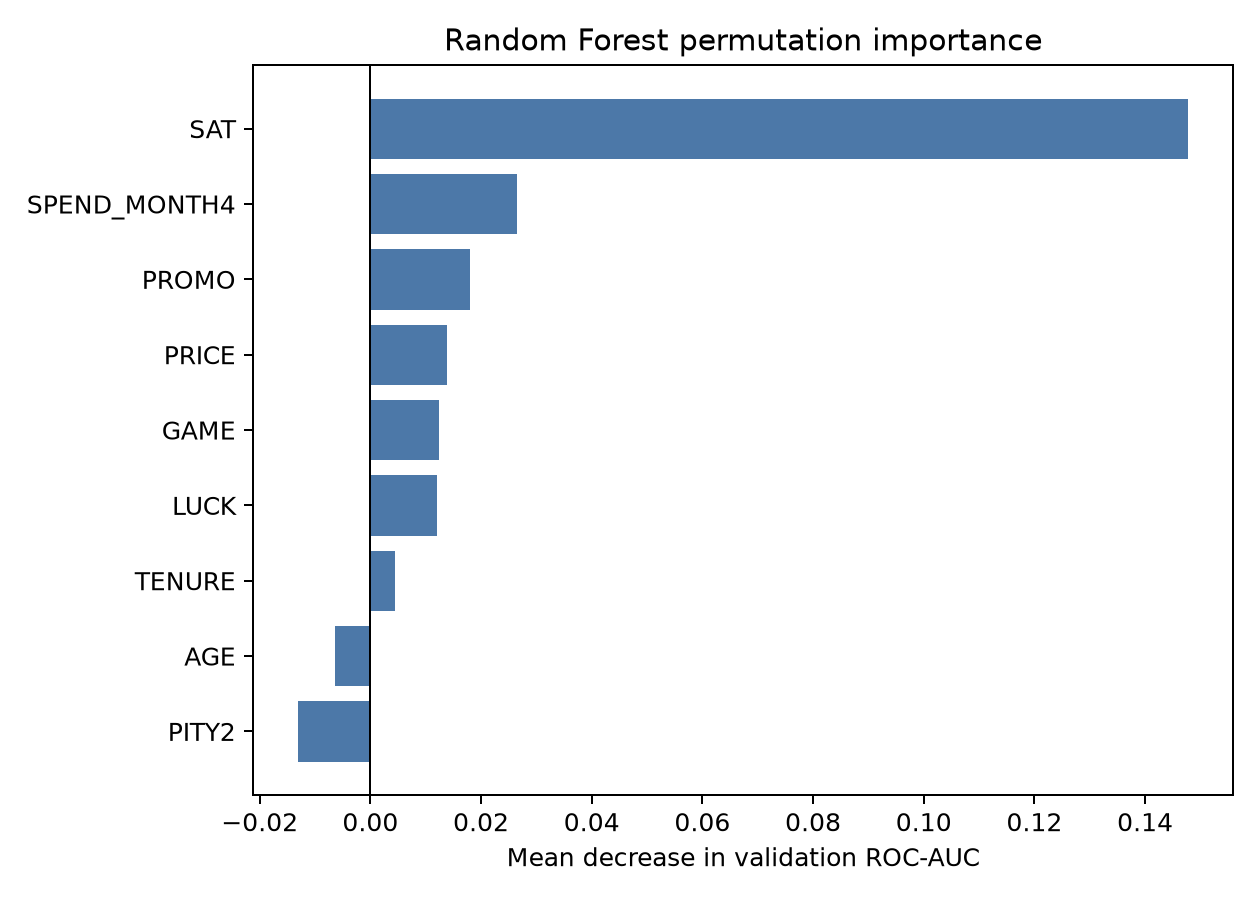 Random Forest permutation importance
SAT
SPEND_MONTH4
PROMO
PRICE
GAME
LUCK
TENURE
AGE
PITY2
−0.02 0.00 0.02 0.04 0.06 0.08 0.10 0.12 0.14
Mean decrease in validation ROC-AUC